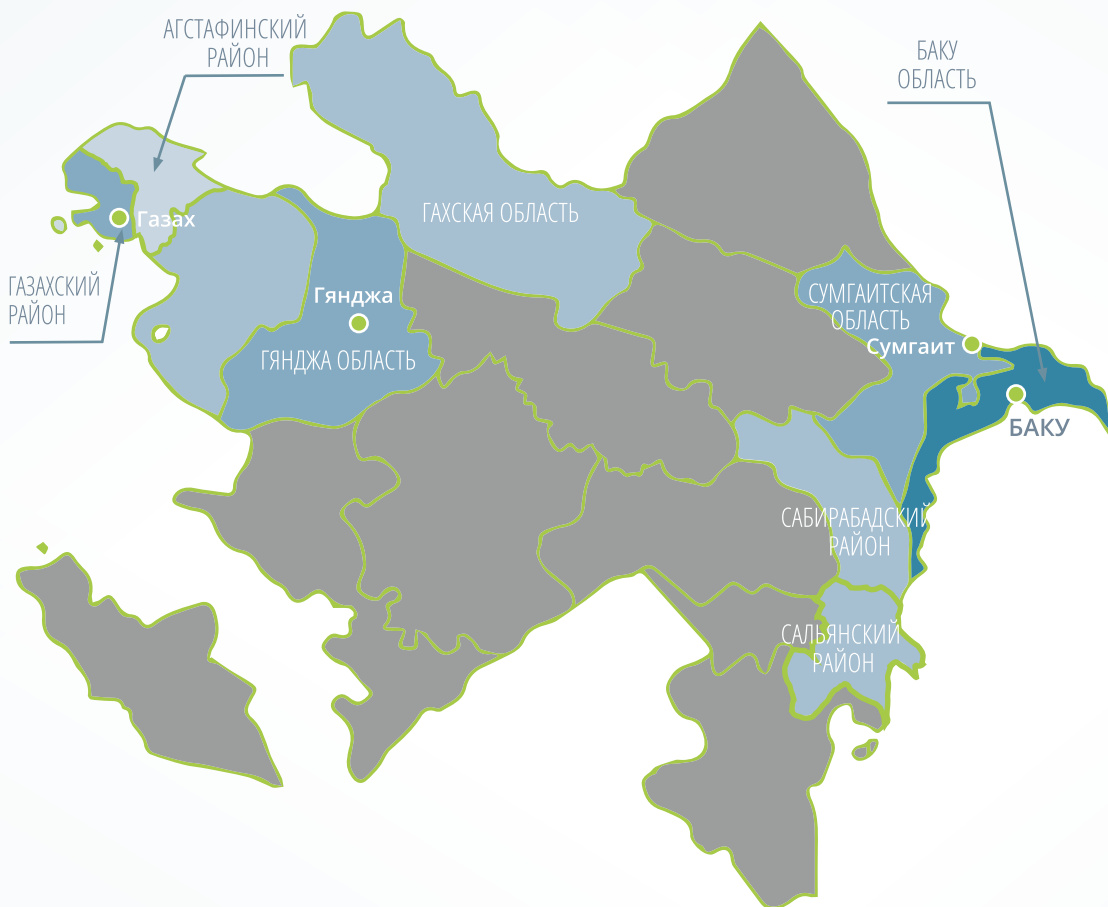 АГСТАФИНСКИЙ
РАЙОН
БАКУ
ОБЛАСТЬ
Газах
ГАХСКАЯ ОБЛАСТЬ
ГАЗАХСКИЙ
РАЙОН
Гянджа
ГЯНДЖА ОБЛАСТЬ
СУМГАИТСКАЯ
ОБЛАСТЬ
Сумгаит
БАКУ
САБИРАБАДСКИЙ
РАЙОН
САЛЬЯНСКИЙ
РАЙОН